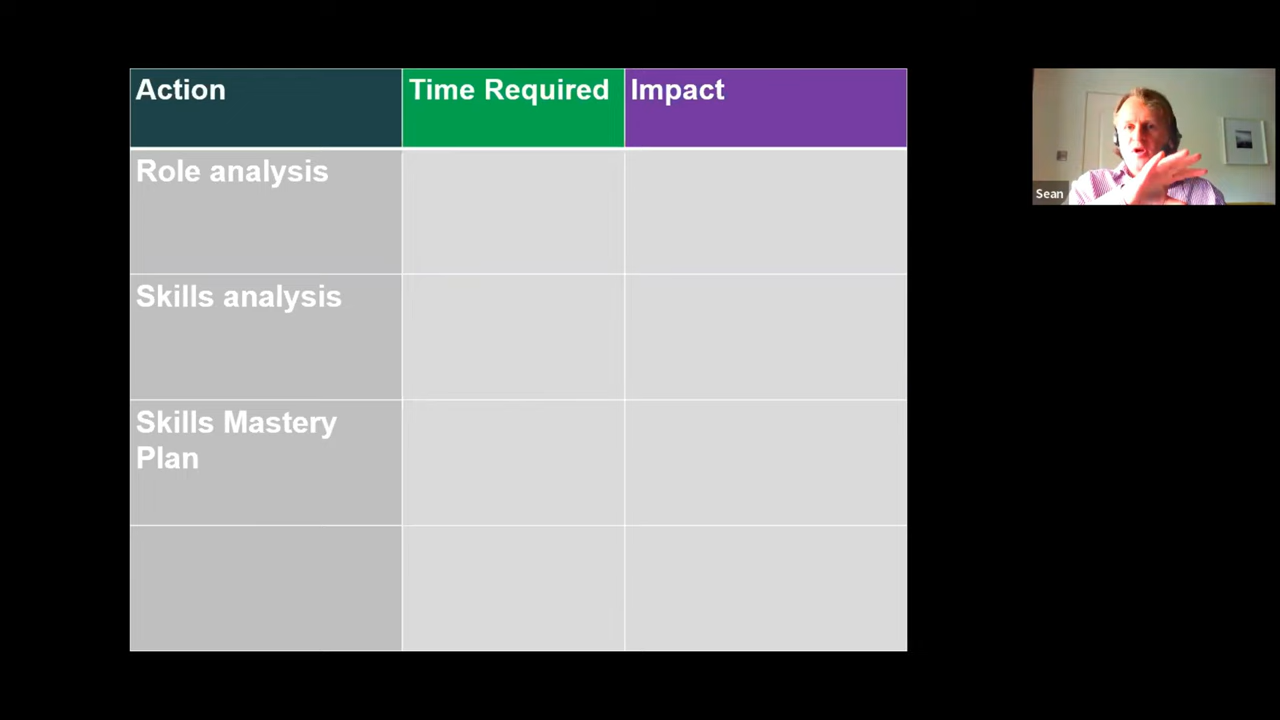 Action
Time Required
Impact
Role analysis
Skills analysis
Skills Mastery
Plan
Sean